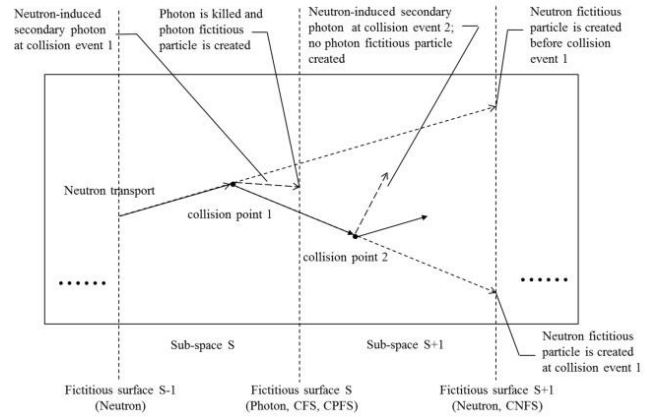 Neutron-induced
secondary photon
at collision event 1
Photon is killed and
photon fictitious
particle is created
Neutron-induced secondary
photon at collision event 2;
no photon fictitious particle
created
Neutron fictitious
particle is created
before collision
event 1
Neutron transport
collision point 1
collision point 2
......
......
Neutron fictitious
particle is created
at collision event 1
Sub-space S
Sub-space S+1
Fictitious surface S-1
(Neutron)
Fictitious surface S
(Photon, CFS, CPFS)
Fictitious surface S+1
(Neutron, CNFS)